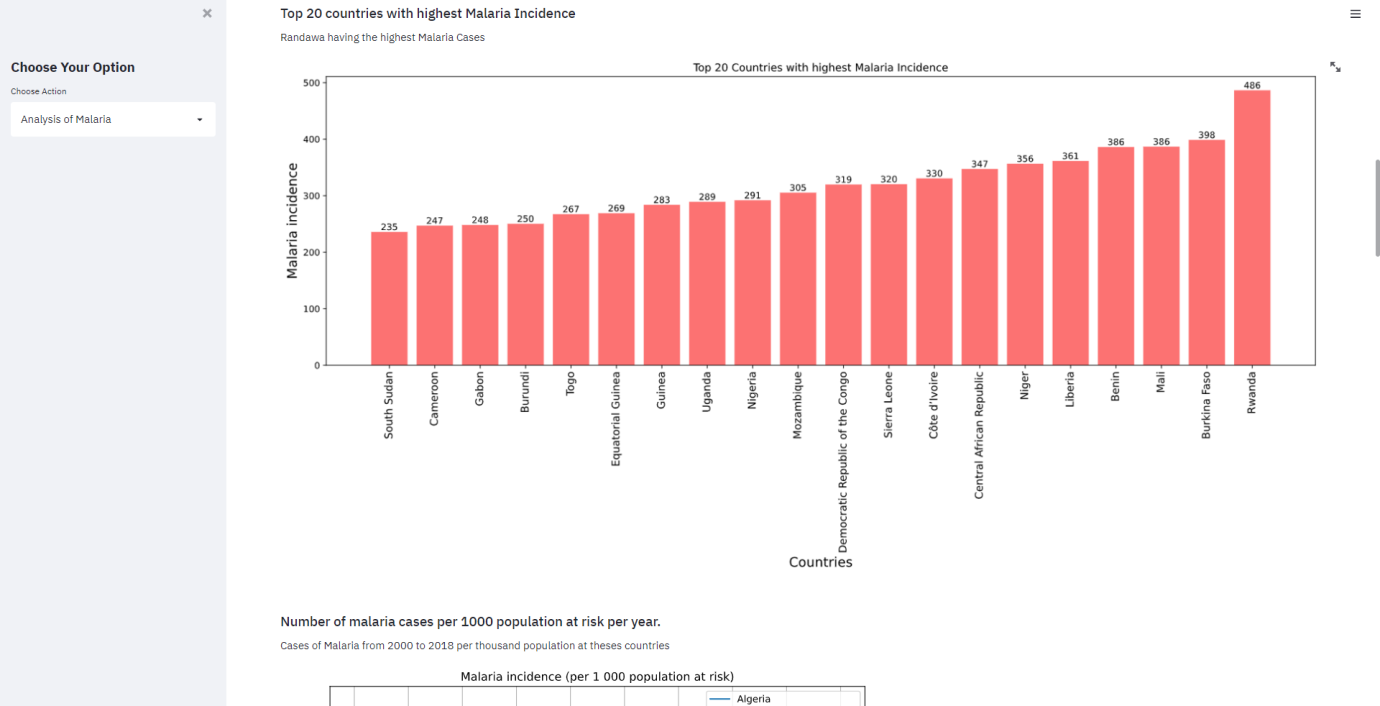 ×
Choose Your Option
Choose Action
Analysis of Malaria
Top 20 countries with highest Malaria Incidence
Randawa having the highest Malaria Cases
Top 20 Countries with highest Malaria Incidence
Malaria incidence
500
400
300
200
100
0
235
247
248
250
267
269
283
289
291
305
319
320
330
347
356
361
386
386
398
486
South Sudan
Cameroon
Gabon
Burundi
Togo
Equatorial Guinea
Guinea
Uganda
Nigeria
Mozambique
Democratic Republic of the Congo
Sierra Leone
Côte d'Ivoire
Central African Republic
Niger
Liberia
Benin
Mali
Burkina Faso
Rwanda
Countries
Number of malaria cases per 1000 population at risk per year.
Cases of Malaria from 2000 to 2018 per thousand population at theses countries
Malaria incidence (per 1 000 population at risk)
Algeria